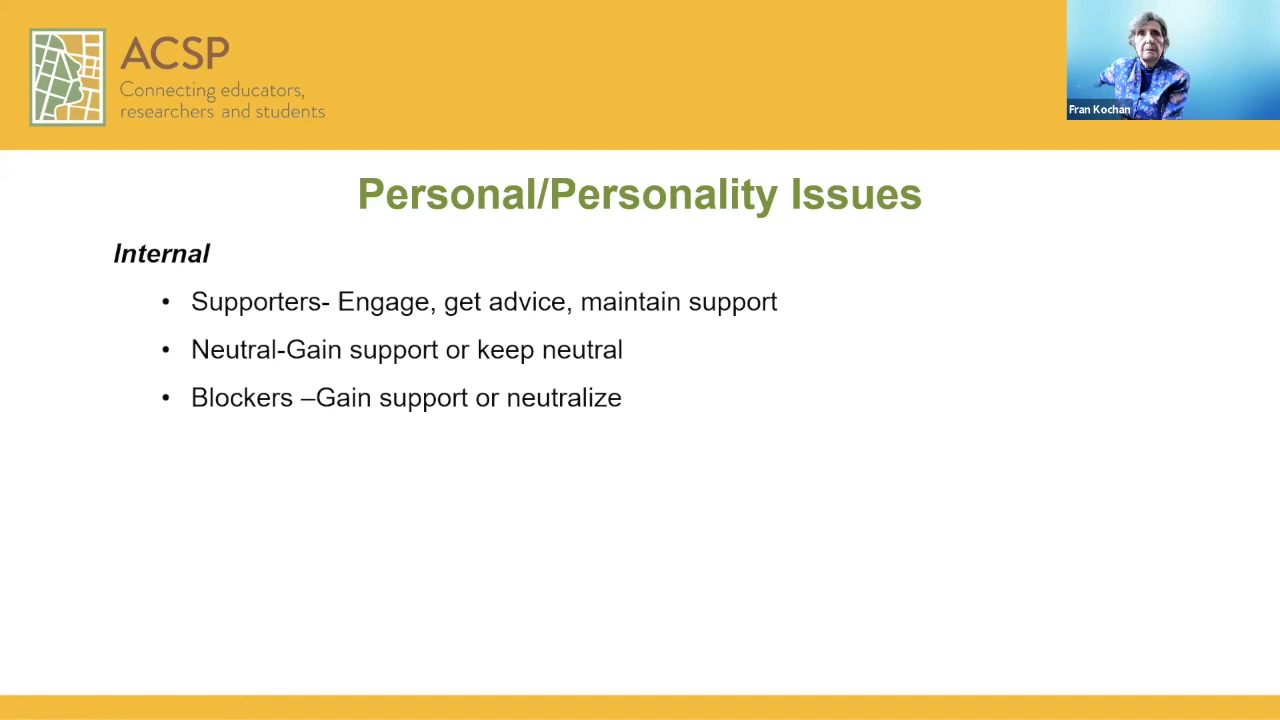 ACSP
Connecting educators,
researchers and students
Fran Kochan
Personal/Personality Issues
Internal
• Supporters- Engage, get advice, maintain support
• Neutral-Gain support or keep neutral
• Blockers –Gain support or neutralize